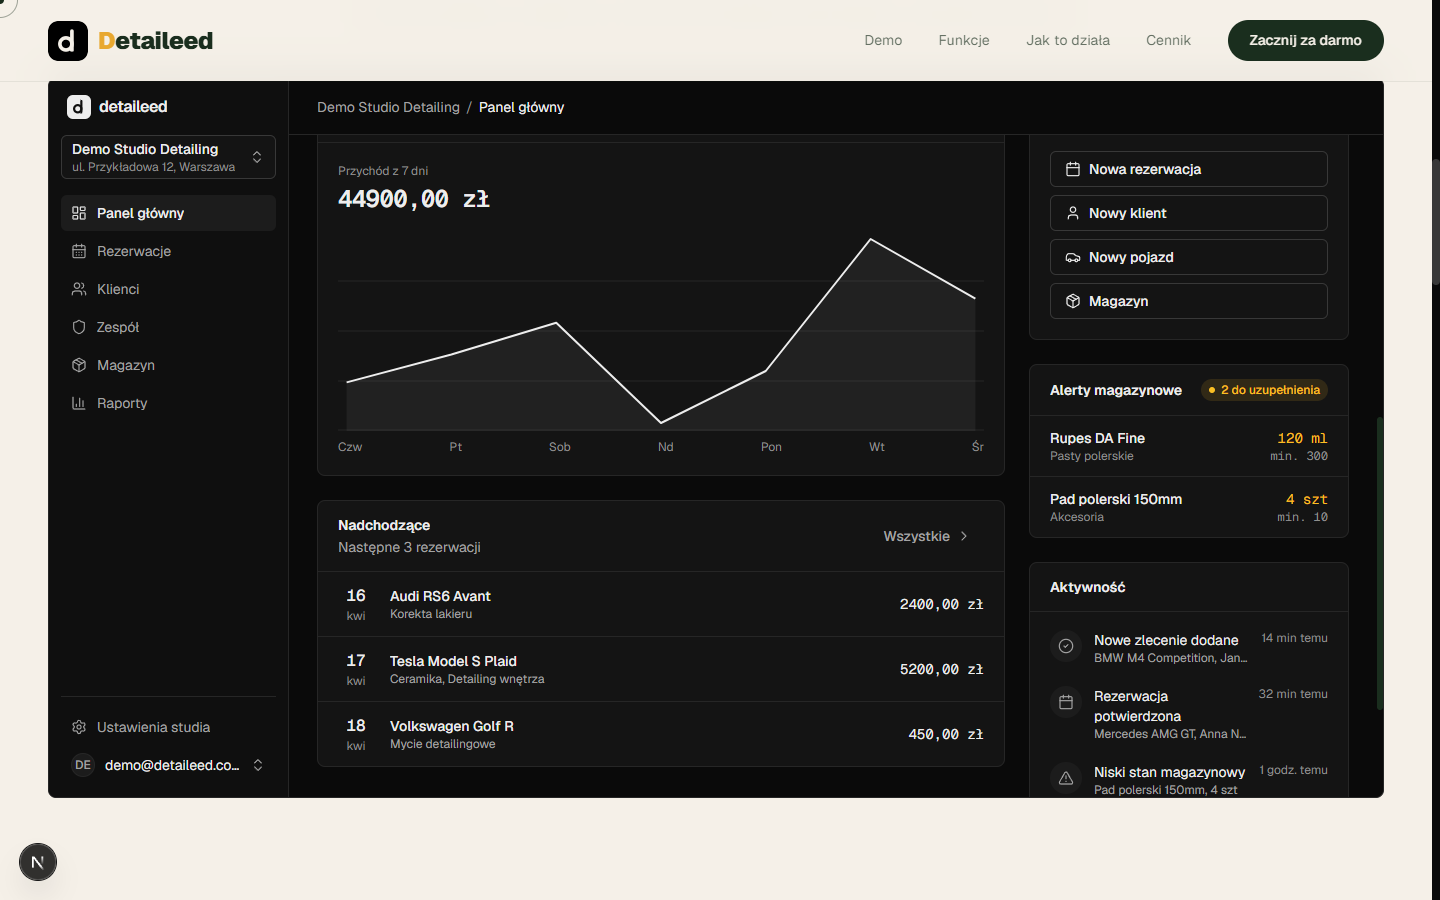 d Detaileed
Demo
Funkcje
Jak to działa
Cennik
Zacznij za darmo
d detaileed
Demo Studio Detailing
ul. Przykładowa 12, Warszawa
Panel główny
Rezerwacje
Klienci
Zespół
Magazyn
Raporty
Ustawienia studia
DE demo@detaileed.co...
Demo Studio Detailing / Panel główny
Przychód z 7 dni
44900,00 zł
Czw Pt Sob Nd Pon Wt Śr
Nadchodzące
Następne 3 rezerwacji
Wszystkie
16 Audi RS6 Avant 2400,00 zł
kwi Korekta lakieru
17 Tesla Model S Plaid 5200,00 zł
kwi Ceramika, Detailing wnętrza
18 Volkswagen Golf R 450,00 zł
kwi Mycie detailingowe
Nowa rezerwacja
Nowy klient
Nowy pojazd
Magazyn
Alerty magazynowe 2 do uzupełnienia
Rupes DA Fine 120 ml
Pasty polerskie min. 300
Pad polerski 150mm 4 szt
Akcesoria min. 10
Aktywność
Nowe zlecenie dodane 14 min temu
BMW M4 Competition, Jan...
Rezerwacja 32 min temu
potwierdzona
Mercedes AMG GT, Anna N...
Niski stan magazynowy 1 godz. temu
Pad polerski 150mm, 4 szt
N